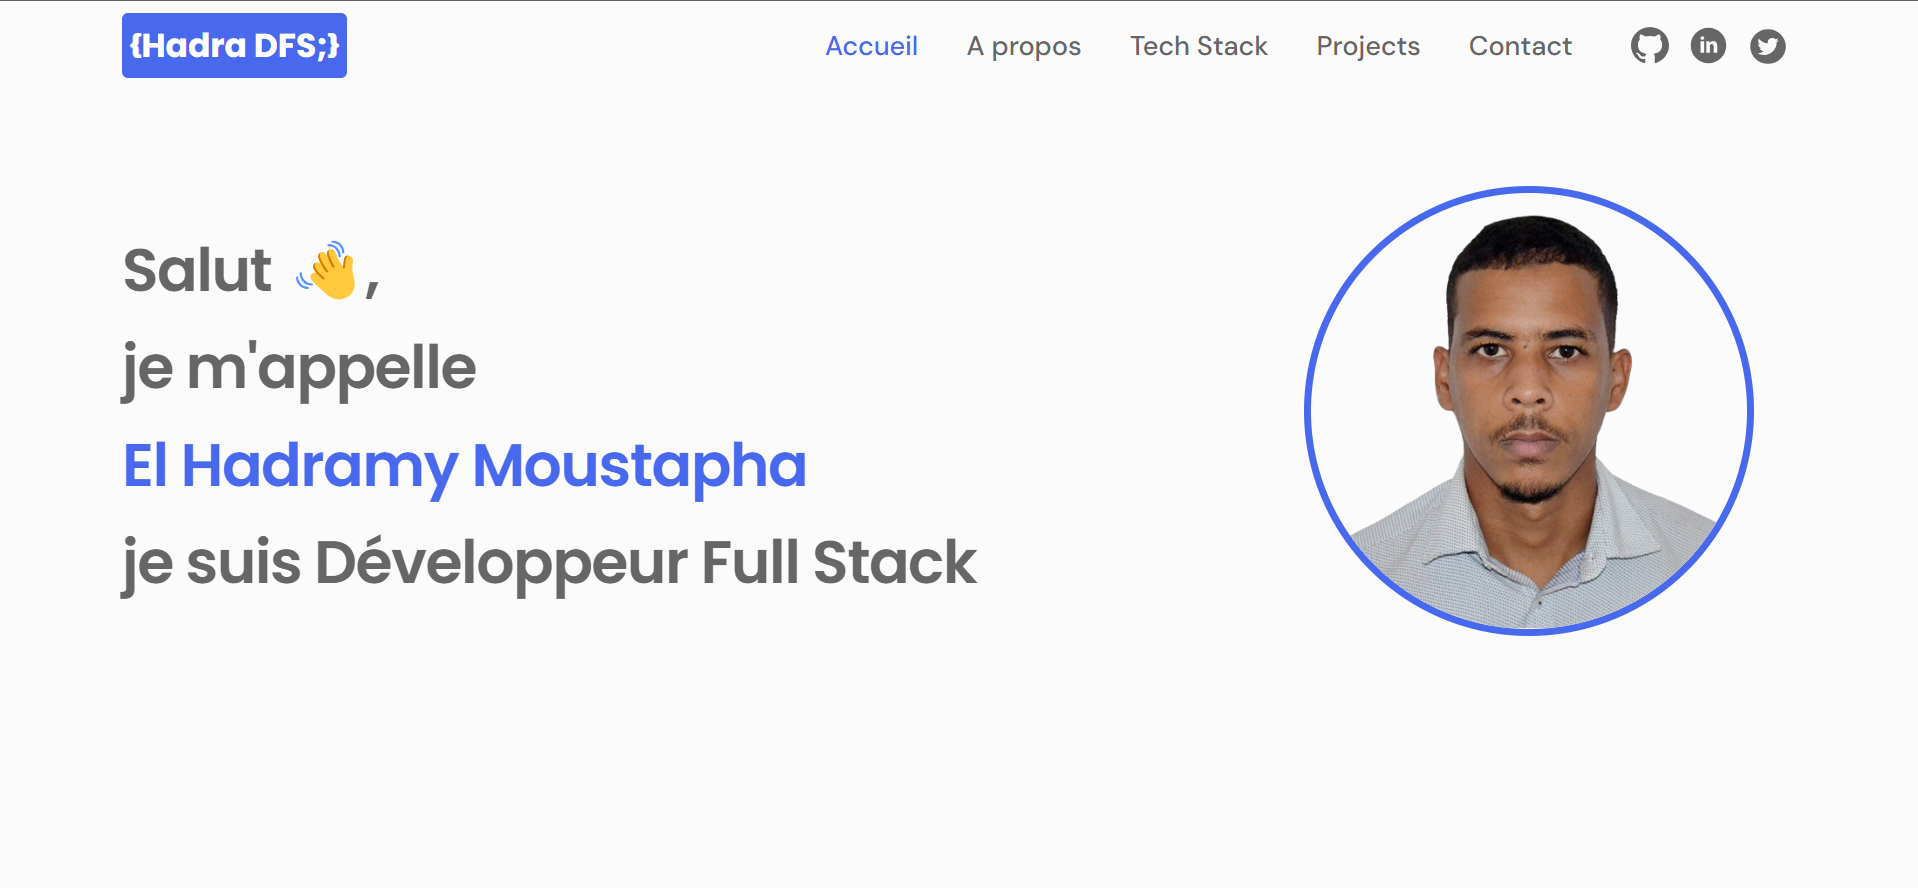 {Hadra DFS;}
Accueil A propos Tech Stack Projects Contact
Salut 👋,
je m'appelle
El Hadramy Moustapha
je suis Développeur Full Stack